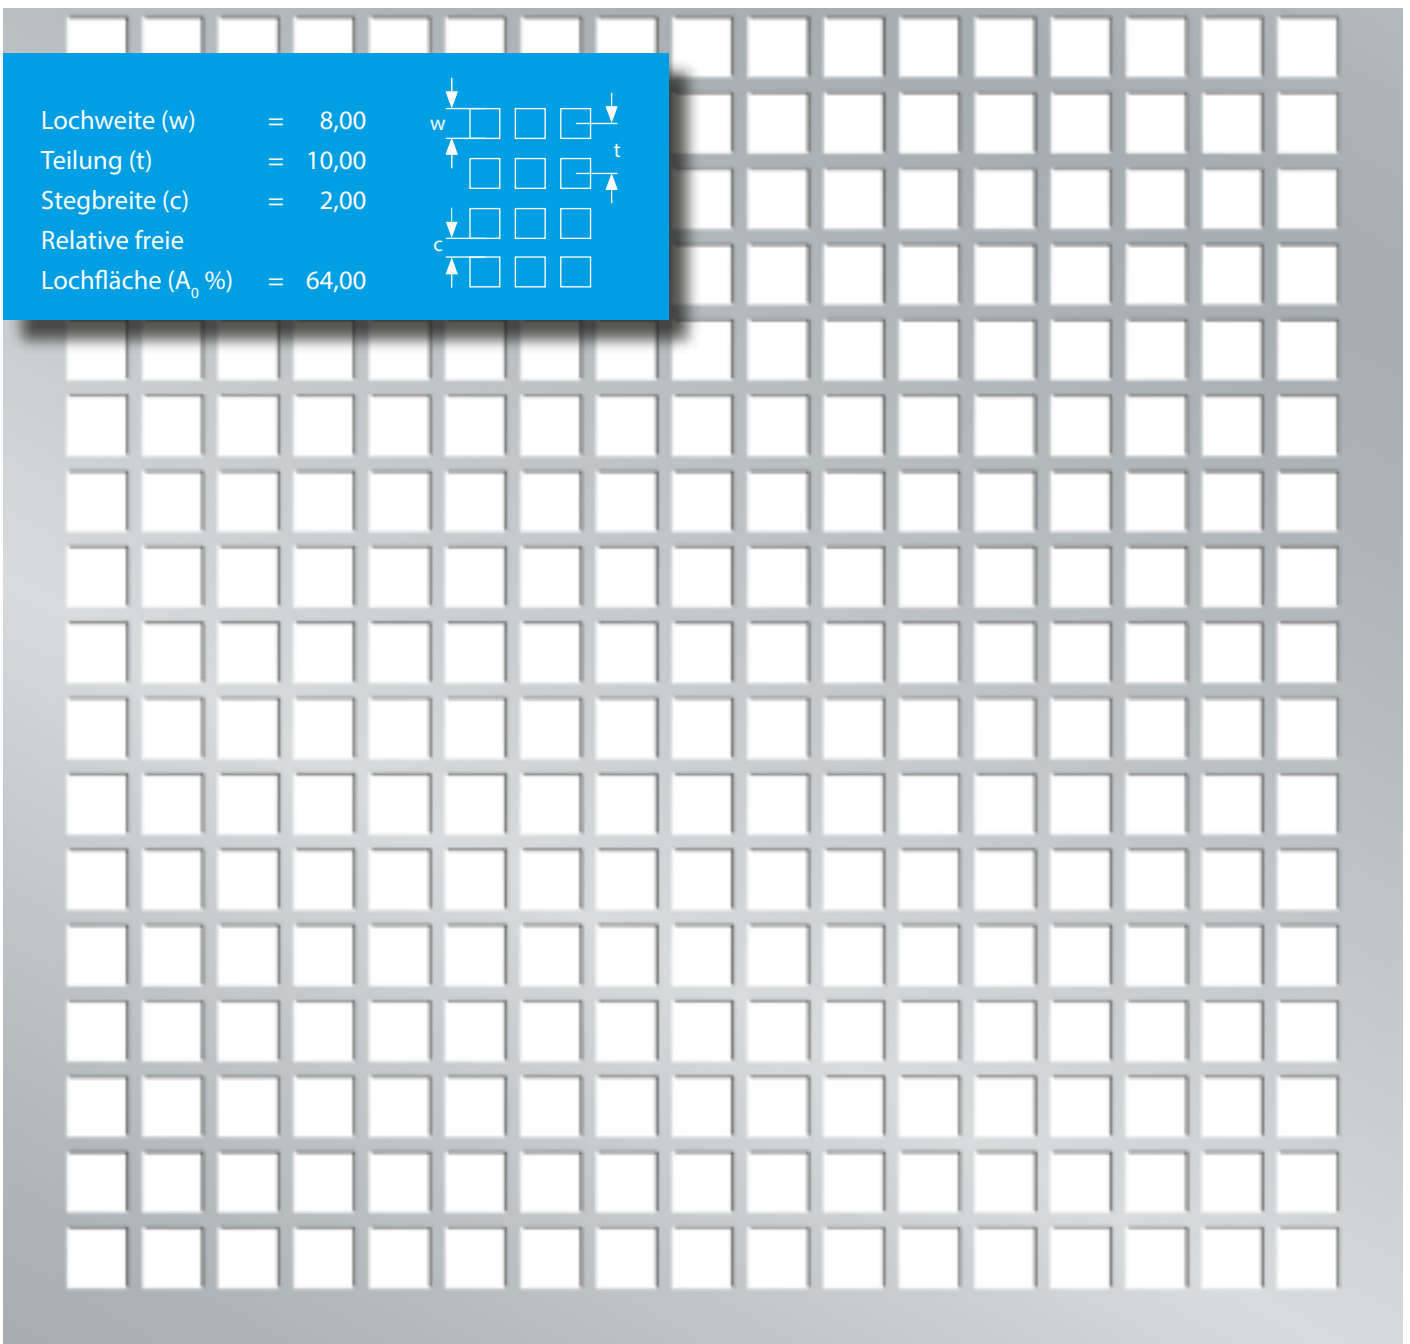 Lochweite (w) = 8,00
Teilung (t) = 10,00
Stegbreite (c) = 2,00
Relative freie
Lochfläche (A₀ %) = 64,00
w
t
c